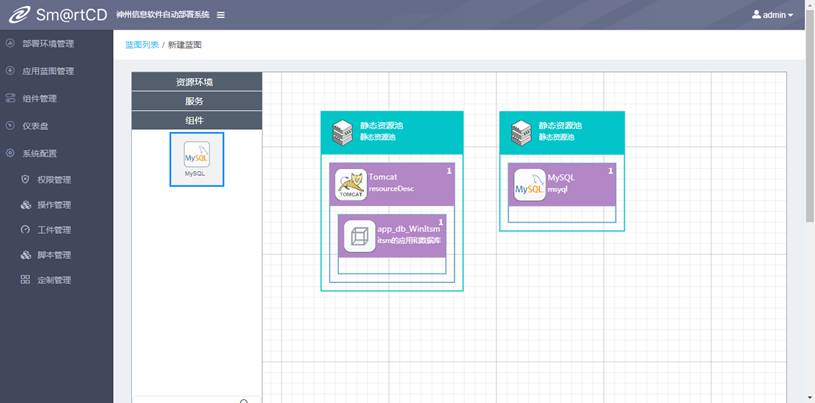 Sm@rtCD 神州信息软件自动部署系统 admin
部署环境管理
应用蓝图管理
组件管理
仪表盘
系统配置
权限管理
操作管理
工件管理
脚本管理
定制管理
蓝图列表 / 新建蓝图
资源环境
服务
组件
MySQL
MySQL
静态资源池
静态资源池
Tomcat 1
resourceDesc
TOMCAT
app_db_WinItsm 1
itsm的应用和数据库
静态资源池
静态资源池
MySQL 1
msyql
MySQL